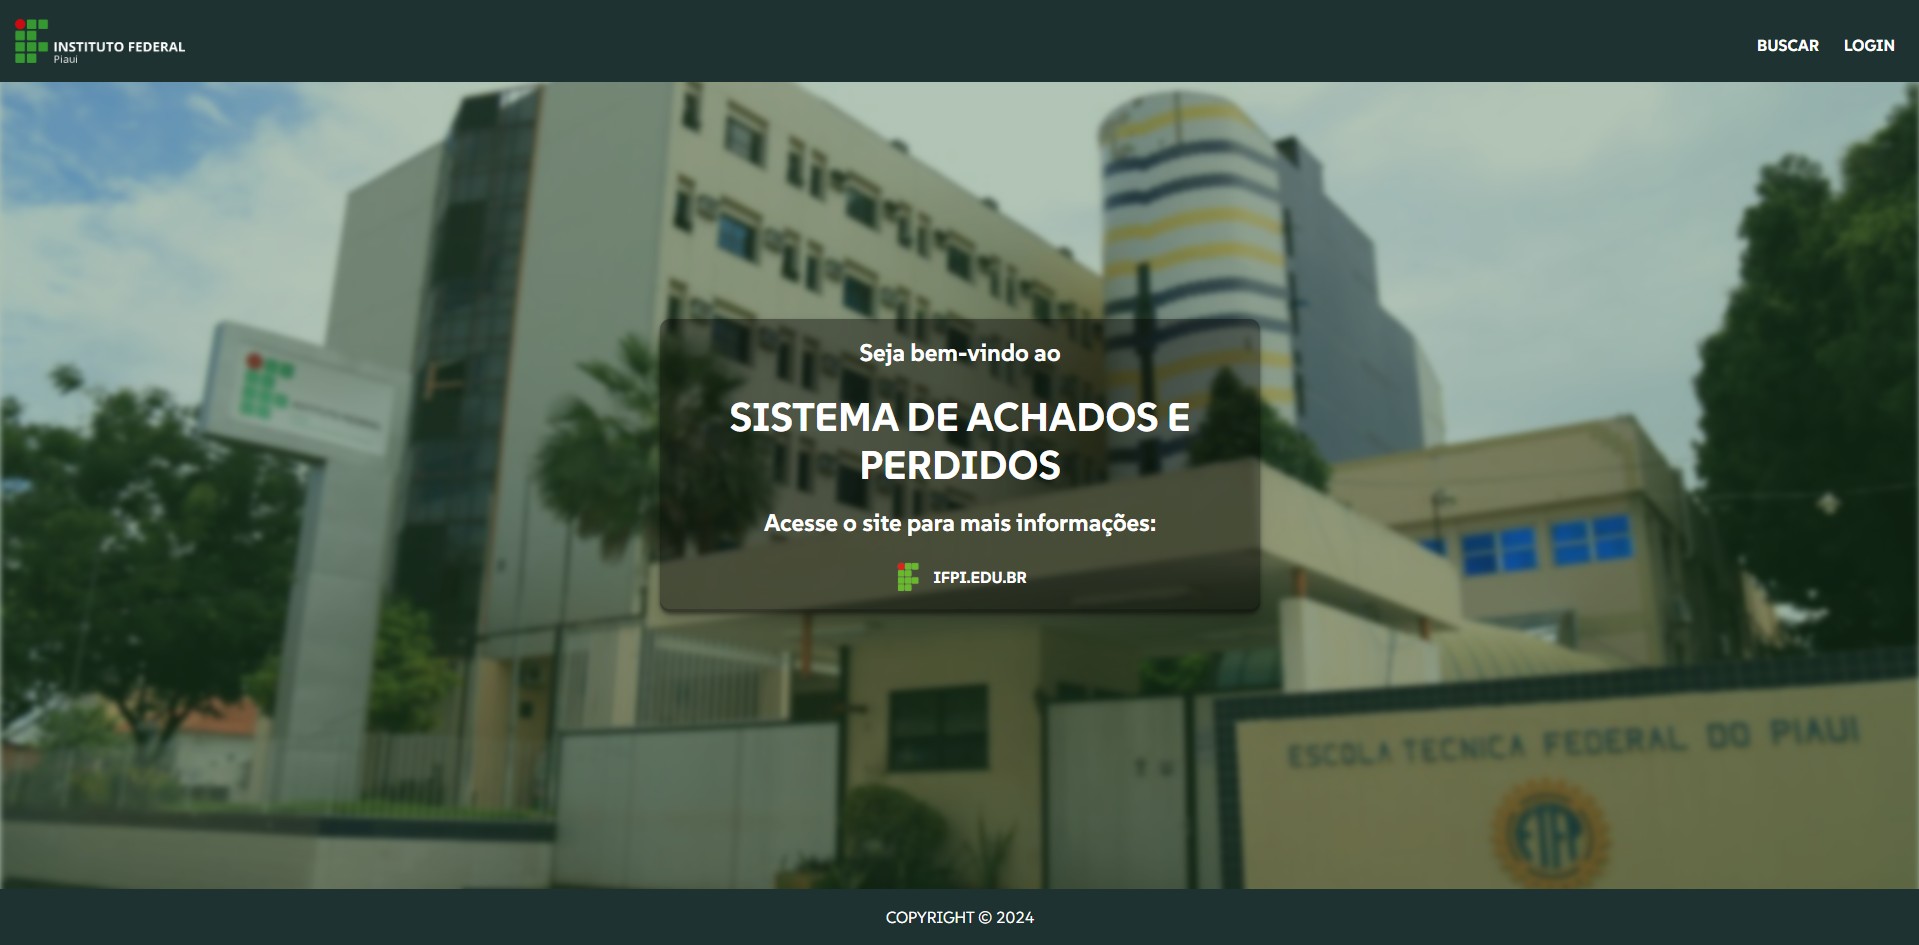 INSTITUTO FEDERAL
Piauí
BUSCAR LOGIN
Seja bem-vindo ao
SISTEMA DE ACHADOS E
PERDIDOS
Acesse o site para mais informações:
IFPI.EDU.BR
ESCOLA TECNICA FEDERAL DO PIAUI
COPYRIGHT © 2024